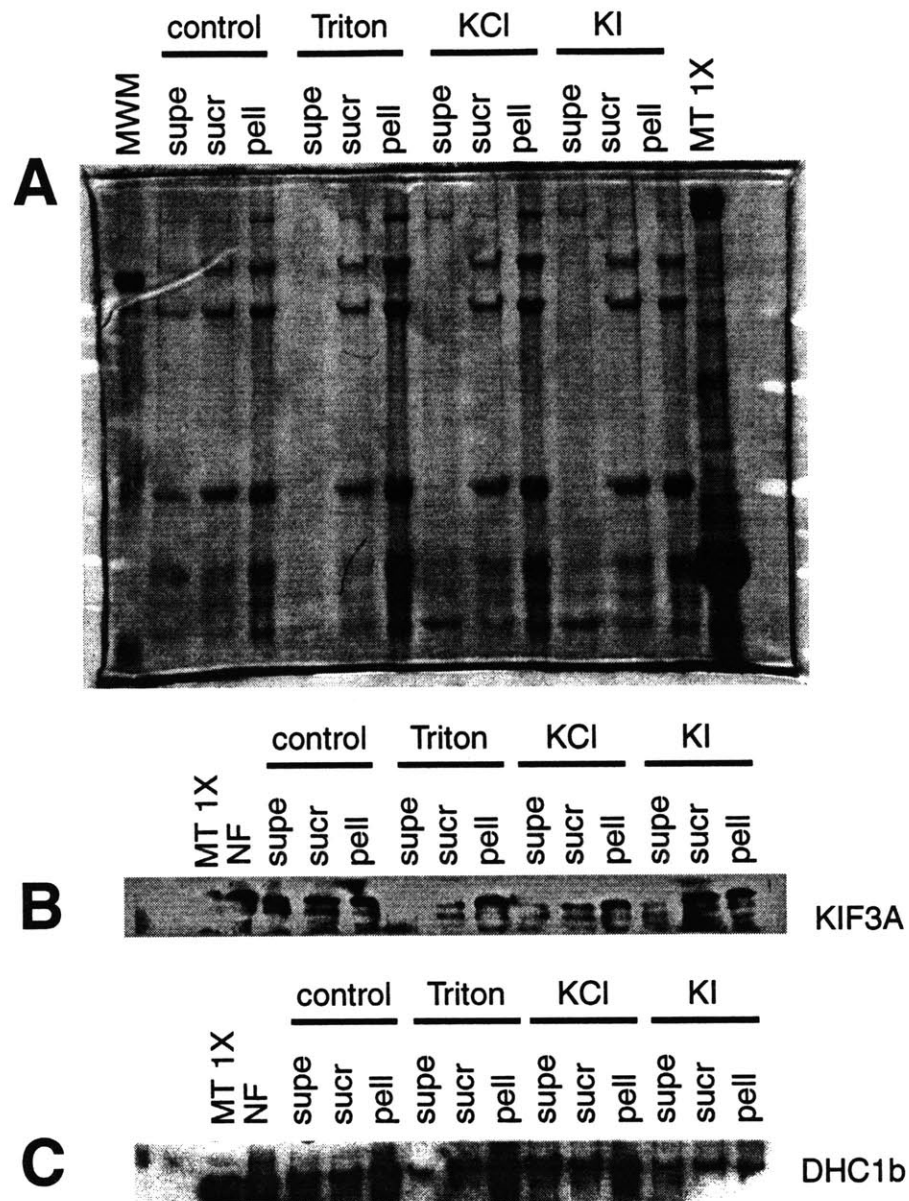 control Triton KCl KI
MWM supe sucr pell supe sucr pell supe sucr pell supe sucr pell MT 1X
A
control Triton KCl KI
MT 1X NF supe sucr pell supe sucr pell supe sucr pell supe sucr pell
B KIF3A
control Triton KCl KI
MT 1X NF supe sucr pell supe sucr pell supe sucr pell supe sucr pell
C DHC1b